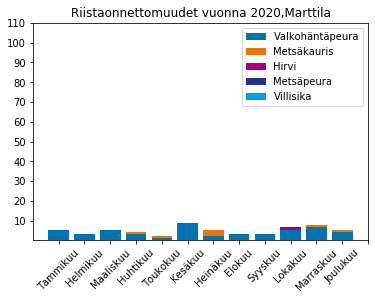 Riistaonnettomuudet vuonna 2020,Marttila
110
100
90
80
70
60
50
40
30
20
10
Valkohäntäpeura
Metsäkauris
Hirvi
Metsäpeura
Villisika
Tammikuu
Helmikuu
Maaliskuu
Huhtikuu
Toukokuu
Kesäkuu
Heinäkuu
Elokuu
Syyskuu
Lokakuu
Marraskuu
Joulukuu